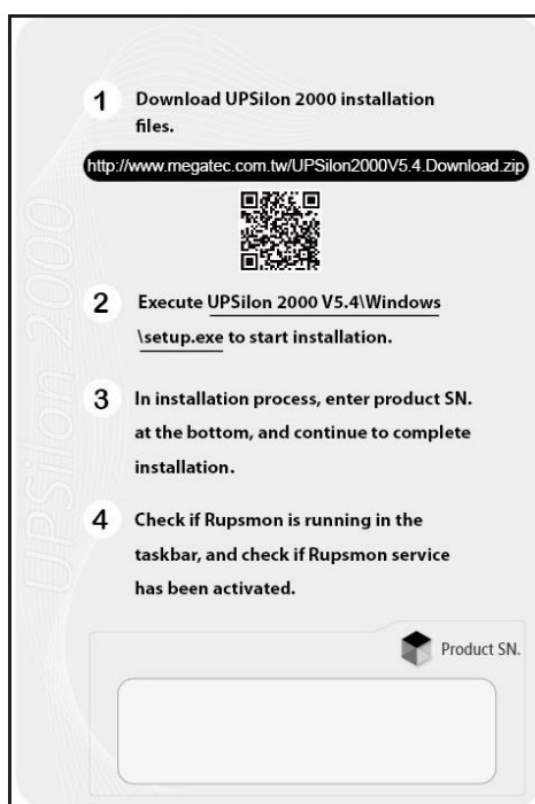 1 Download UPSilon 2000 installation
files.
http://www.megatec.com.tw/UPSilon2000V5.4.Download.zip
UPSilon 2000
2 Execute UPSilon 2000 V5.4\Windows
\setup.exe to start installation.
3 In installation process, enter product SN.
at the bottom, and continue to complete
installation.
4 Check if Rupsmon is running in the
taskbar, and check if Rupsmon service
has been activated.
Product SN.